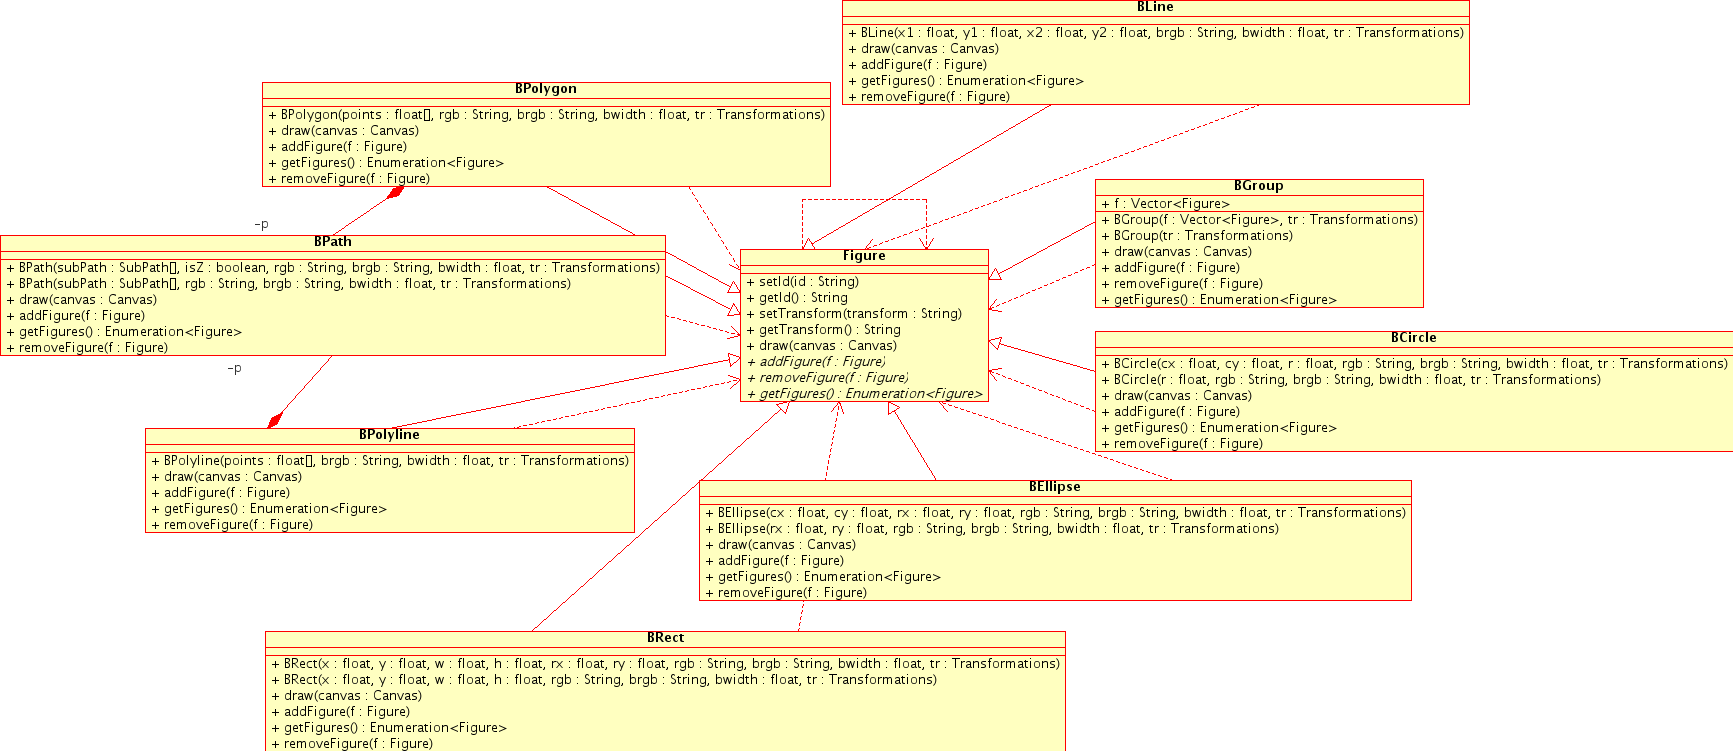 BLine
+ BLine(x1 : float, y1 : float, x2 : float, y2 : float, brgb : String, bwidth : float, tr : Transformations)
+ draw(canvas : Canvas)
+ addFigure(f : Figure)
+ getFigures() : Enumeration<Figure>
+ removeFigure(f : Figure)
BPolygon
+ BPolygon(points : float[], rgb : String, brgb : String, bwidth : float, tr : Transformations)
+ draw(canvas : Canvas)
+ addFigure(f : Figure)
+ getFigures() : Enumeration<Figure>
+ removeFigure(f : Figure)
BGroup
+ f : Vector<Figure>
+ BGroup(f : Vector<Figure>, tr : Transformations)
+ BGroup(tr : Transformations)
+ draw(canvas : Canvas)
+ addFigure(f : Figure)
+ removeFigure(f : Figure)
+ getFigures() : Enumeration<Figure>
-p
BPath
+ BPath(subPath : SubPath[], isZ : boolean, rgb : String, brgb : String, bwidth : float, tr : Transformations)
+ BPath(subPath : SubPath[], rgb : String, brgb : String, bwidth : float, tr : Transformations)
+ draw(canvas : Canvas)
+ addFigure(f : Figure)
+ getFigures() : Enumeration<Figure>
+ removeFigure(f : Figure)
-p
Figure
+ setId(id : String)
+ getId() : String
+ setTransform(transform : String)
+ getTransform() : String
+ draw(canvas : Canvas)
+ addFigure(f : Figure)
+ removeFigure(f : Figure)
+ getFigures() : Enumeration<Figure>
BCircle
+ BCircle(cx : float, cy : float, r : float, rgb : String, brgb : String, bwidth : float, tr : Transformations)
+ BCircle(r : float, rgb : String, brgb : String, bwidth : float, tr : Transformations)
+ draw(canvas : Canvas)
+ addFigure(f : Figure)
+ getFigures() : Enumeration<Figure>
+ removeFigure(f : Figure)
BPolyline
+ BPolyline(points : float[], brgb : String, bwidth : float, tr : Transformations)
+ draw(canvas : Canvas)
+ addFigure(f : Figure)
+ getFigures() : Enumeration<Figure>
+ removeFigure(f : Figure)
BEllipse
+ BEllipse(cx : float, cy : float, rx : float, ry : float, rgb : String, brgb : String, bwidth : float, tr : Transformations)
+ BEllipse(rx : float, ry : float, rgb : String, brgb : String, bwidth : float, tr : Transformations)
+ draw(canvas : Canvas)
+ addFigure(f : Figure)
+ getFigures() : Enumeration<Figure>
+ removeFigure(f : Figure)
BRect
+ BRect(x : float, y : float, w : float, h : float, rx : float, ry : float, rgb : String, brgb : String, bwidth : float, tr : Transformations)
+ BRect(x : float, y : float, w : float, h : float, rgb : String, brgb : String, bwidth : float, tr : Transformations)
+ draw(canvas : Canvas)
+ addFigure(f : Figure)
+ getFigures() : Enumeration<Figure>
+ removeFigure(f : Figure)